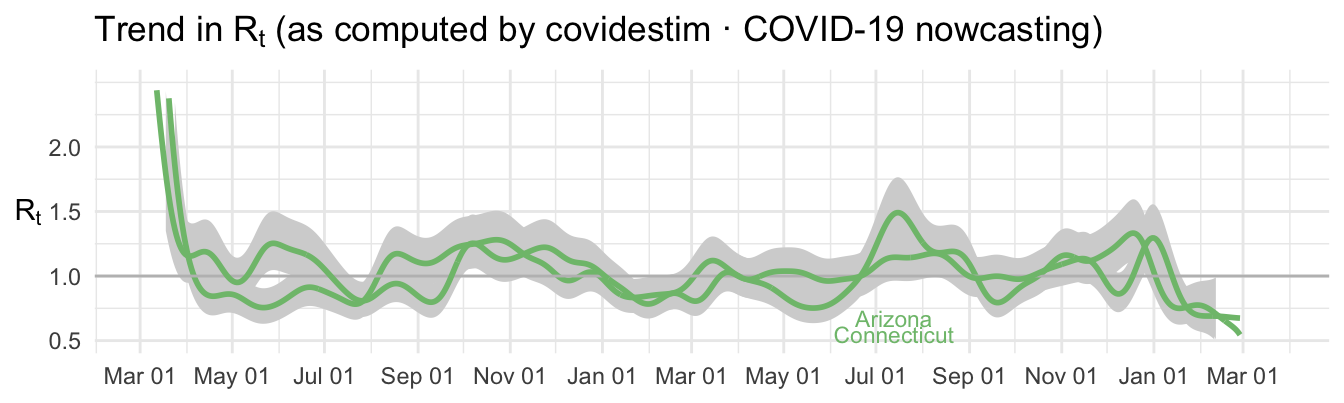 Trend in Rt (as computed by covidestim · COVID-19 nowcasting)
2.0
Rt 1.5
1.0
0.5
Arizona
Connecticut
Mar 01 May 01 Jul 01 Sep 01 Nov 01 Jan 01 Mar 01 May 01 Jul 01 Sep 01 Nov 01 Jan 01 Mar 01